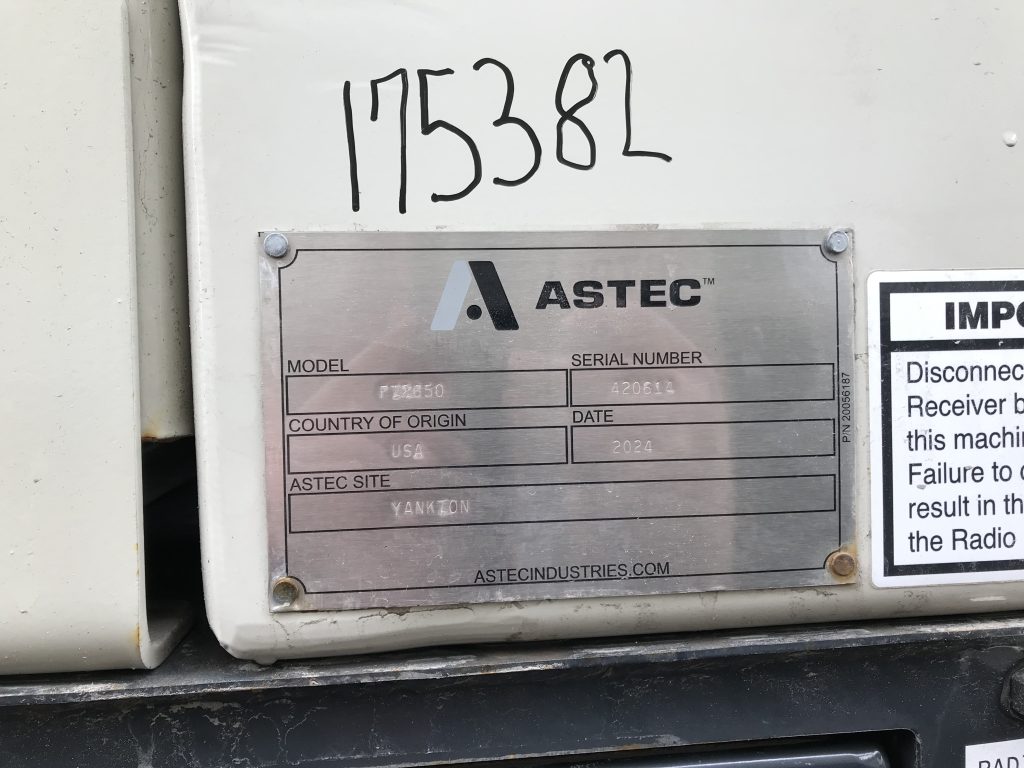 175382
ASTEC™
MODEL
SERIAL NUMBER
420614
COUNTRY OF ORIGIN
USA
DATE
2024
ASTEC SITE
YANKTON
ASTECINDUSTRIES.COM
P/N 20056187
IMPO
Disconnec
Receiver b
this machin
Failure to
result in th
the Radio
RAD